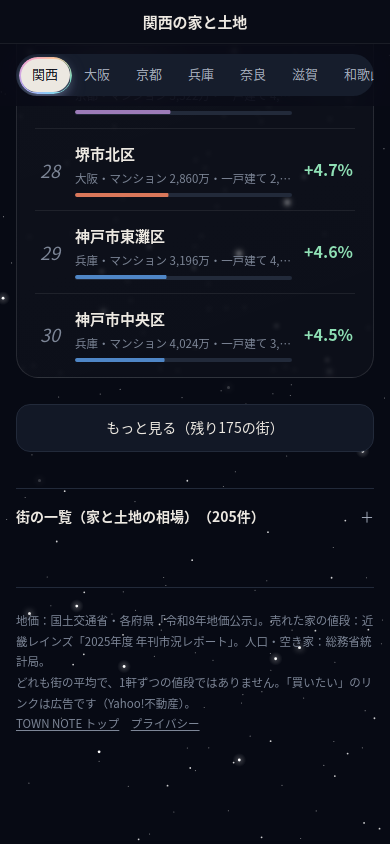 関西の家と土地
関西 大阪 京都 兵庫 奈良 滋賀 和歌
28 堺市北区 +4.7%
大阪・マンション 2,860万・一戸建て 2,…
29 神戸市東灘区 +4.6%
兵庫・マンション 3,196万・一戸建て 4,…
30 神戸市中央区 +4.5%
兵庫・マンション 4,024万・一戸建て 3,…
もっと見る（残り175の街）
街の一覧（家と土地の相場）（205件） ＋
地価：国土交通省・各府県「令和8年地価公示」。売れた家の値段：近
畿レインズ「2025年度 年刊市況レポート」。人口・空き家：総務省統
計局。
どれも街の平均で、1軒ずつの値段ではありません。「買いたい」のリ
ンクは広告です（Yahoo!不動産）。
TOWN NOTE トップ プライバシー